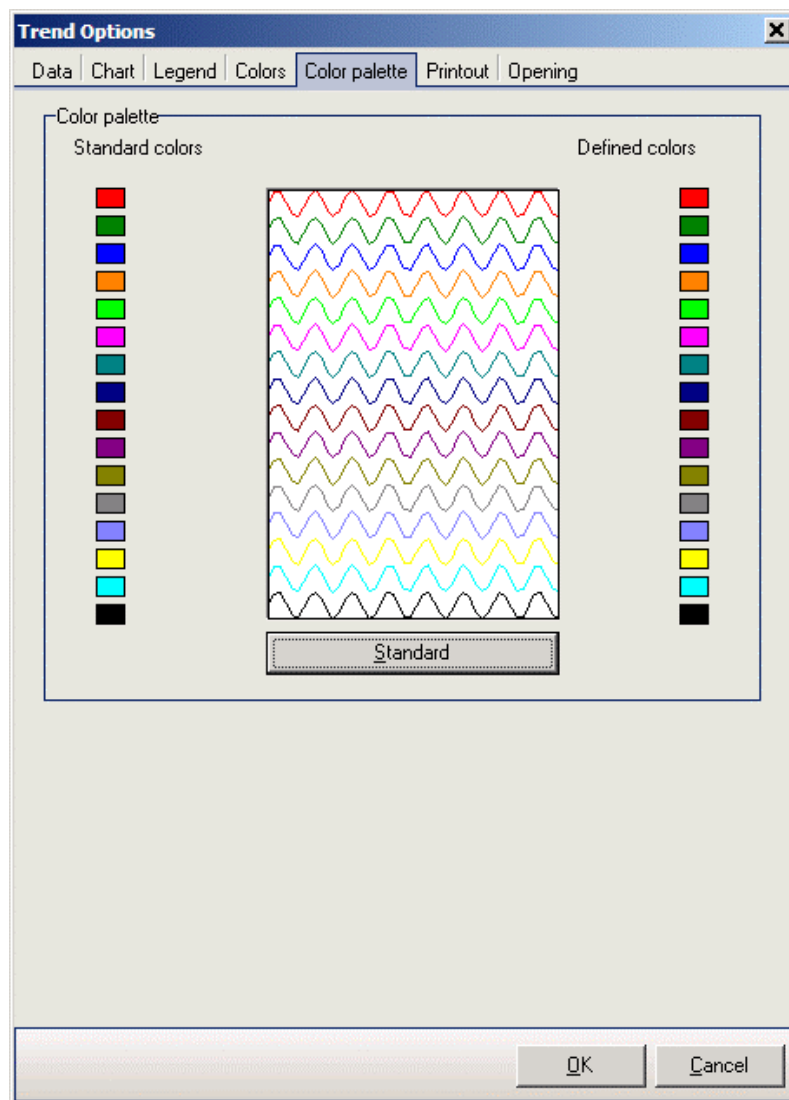 Trend Options
Data Chart Legend Colors Color palette Printout Opening
Color palette
Standard colors Defined colors
Standard
OK Cancel